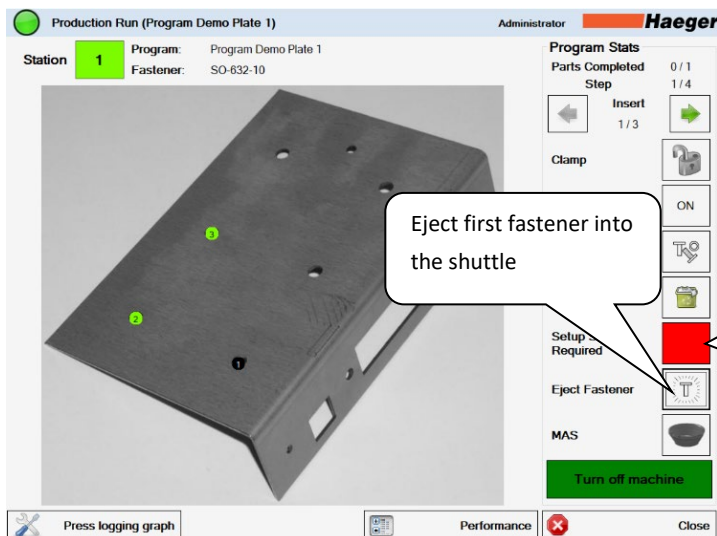 Production Run (Program Demo Plate 1)
Administrator
Haeger
Station
1
Program: Program Demo Plate 1
Fastener: SO-632-10
Program Stats
Parts Completed 0 / 1
Step 1 / 4
Insert
1 / 3
Clamp
ON
Eject first fastener into
the shuttle
3
2
1
Setup
Required
Eject Fastener
T
MAS
Turn off machine
Press logging graph
Performance
Close